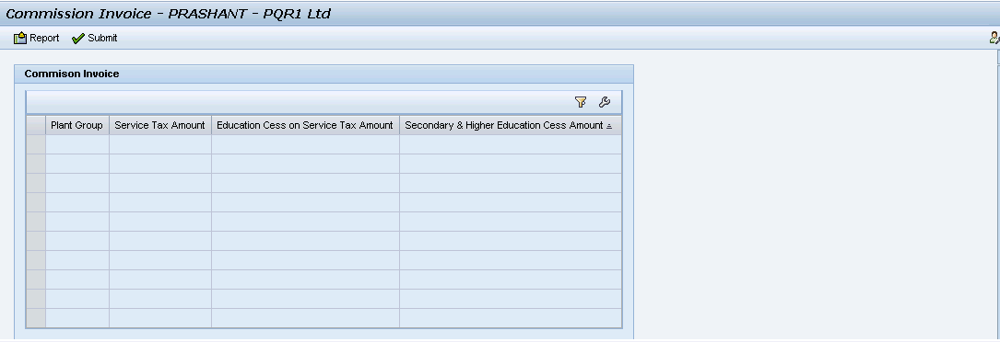 Commission Invoice - PRASHANT - PQR1 Ltd
Report Submit
Commison Invoice
Plant Group Service Tax Amount Education Cess on Service Tax Amount Secondary & Higher Education Cess Amount